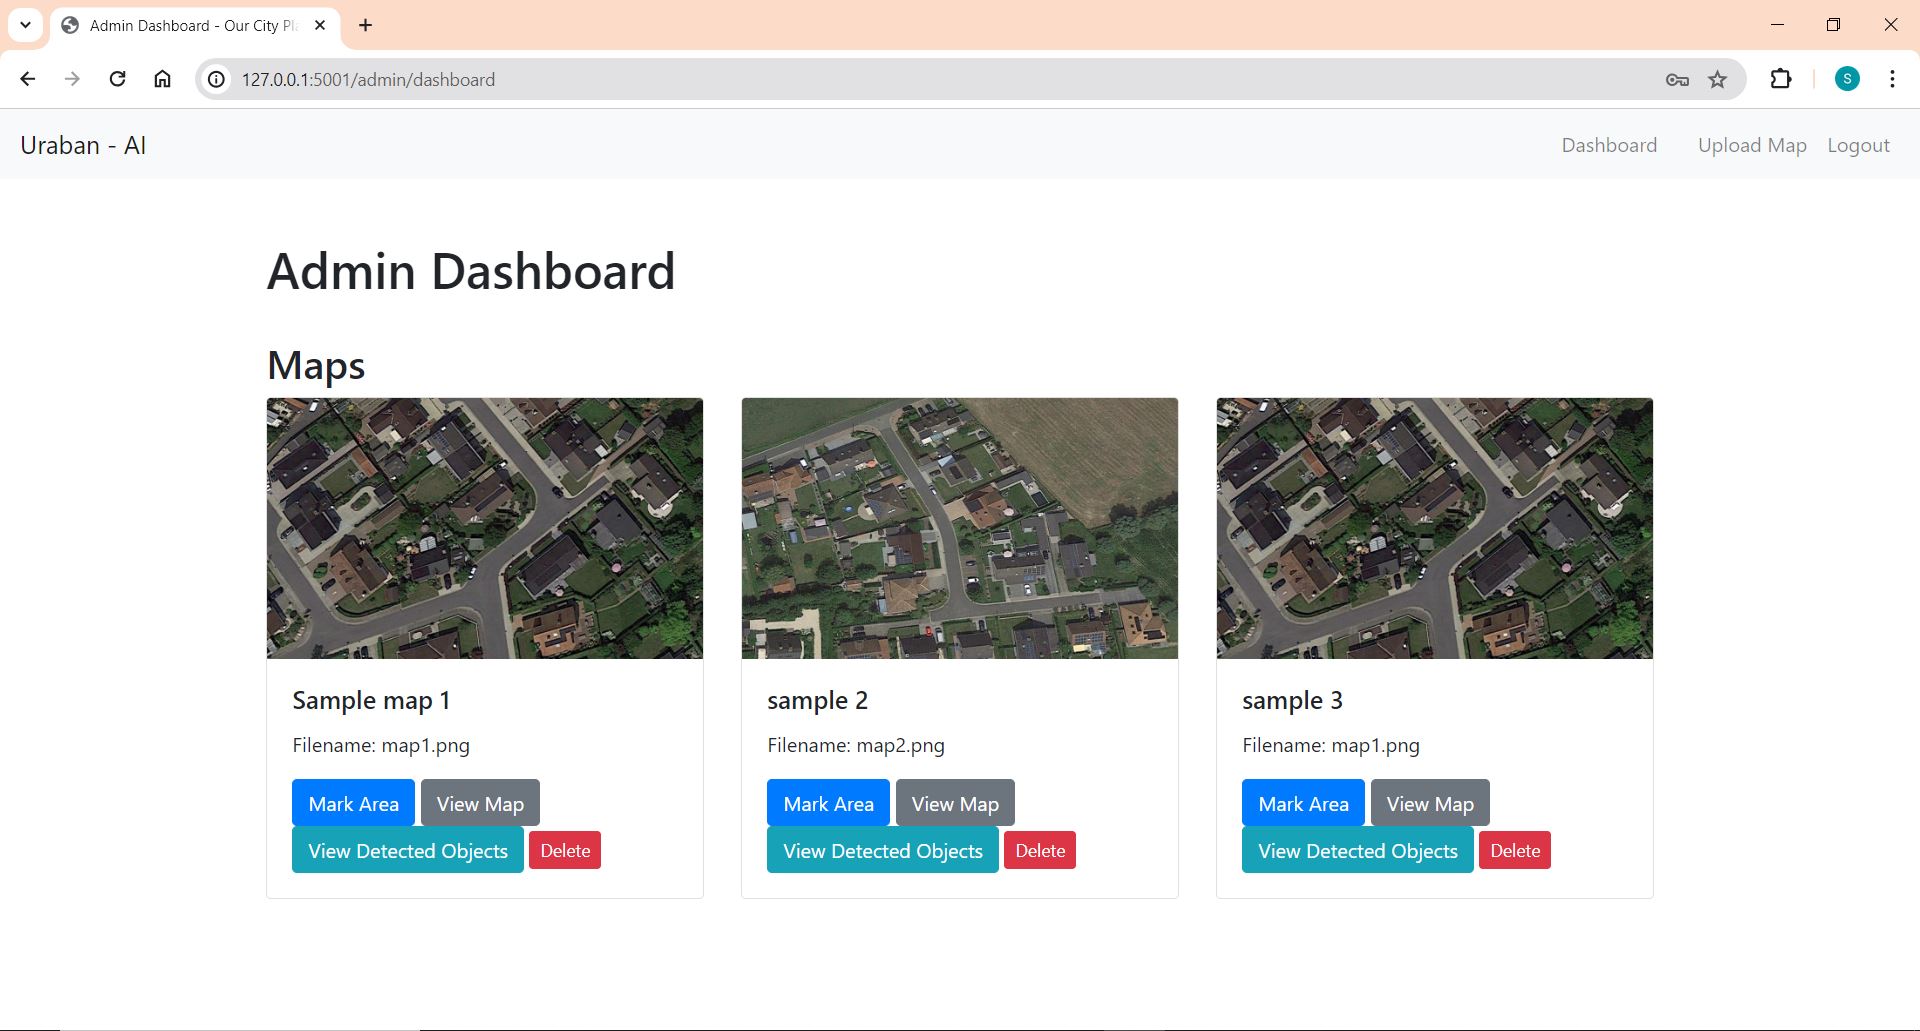 Admin Dashboard - Our City Pl
127.0.0.1:5001/admin/dashboard
S
Uraban - AI
Dashboard Upload Map Logout
Admin Dashboard
Maps
Sample map 1
Filename: map1.png
Mark Area View Map
View Detected Objects Delete
sample 2
Filename: map2.png
Mark Area View Map
View Detected Objects Delete
sample 3
Filename: map1.png
Mark Area View Map
View Detected Objects Delete